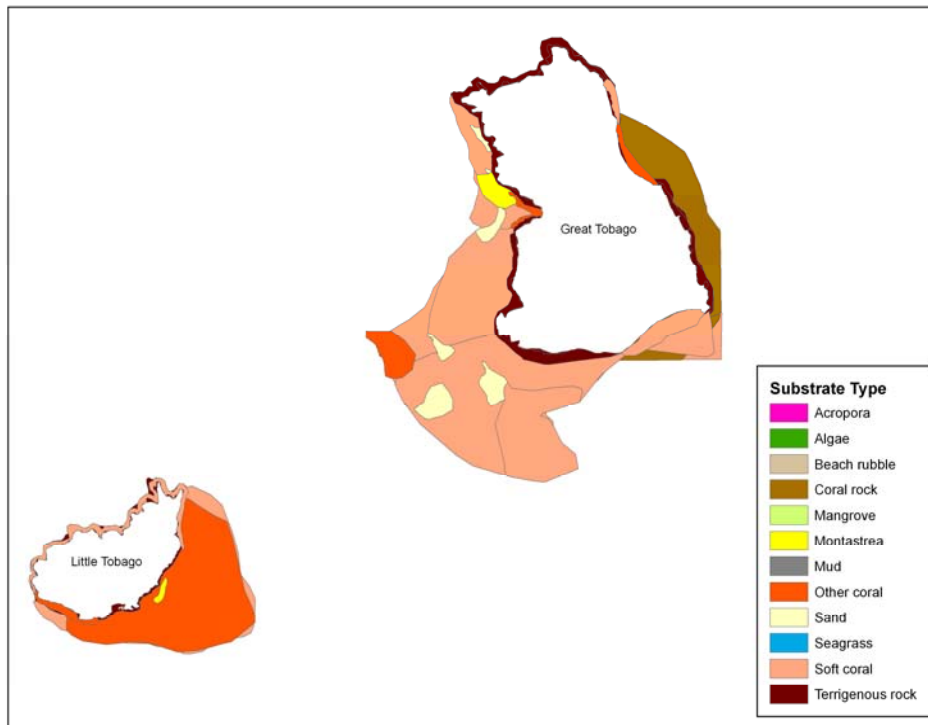 Great Tobago
Little Tobago
Substrate Type
Acropora
Algae
Beach rubble
Coral rock
Mangrove
Montastrea
Mud
Other coral
Sand
Seagrass
Soft coral
Terrigenous rock